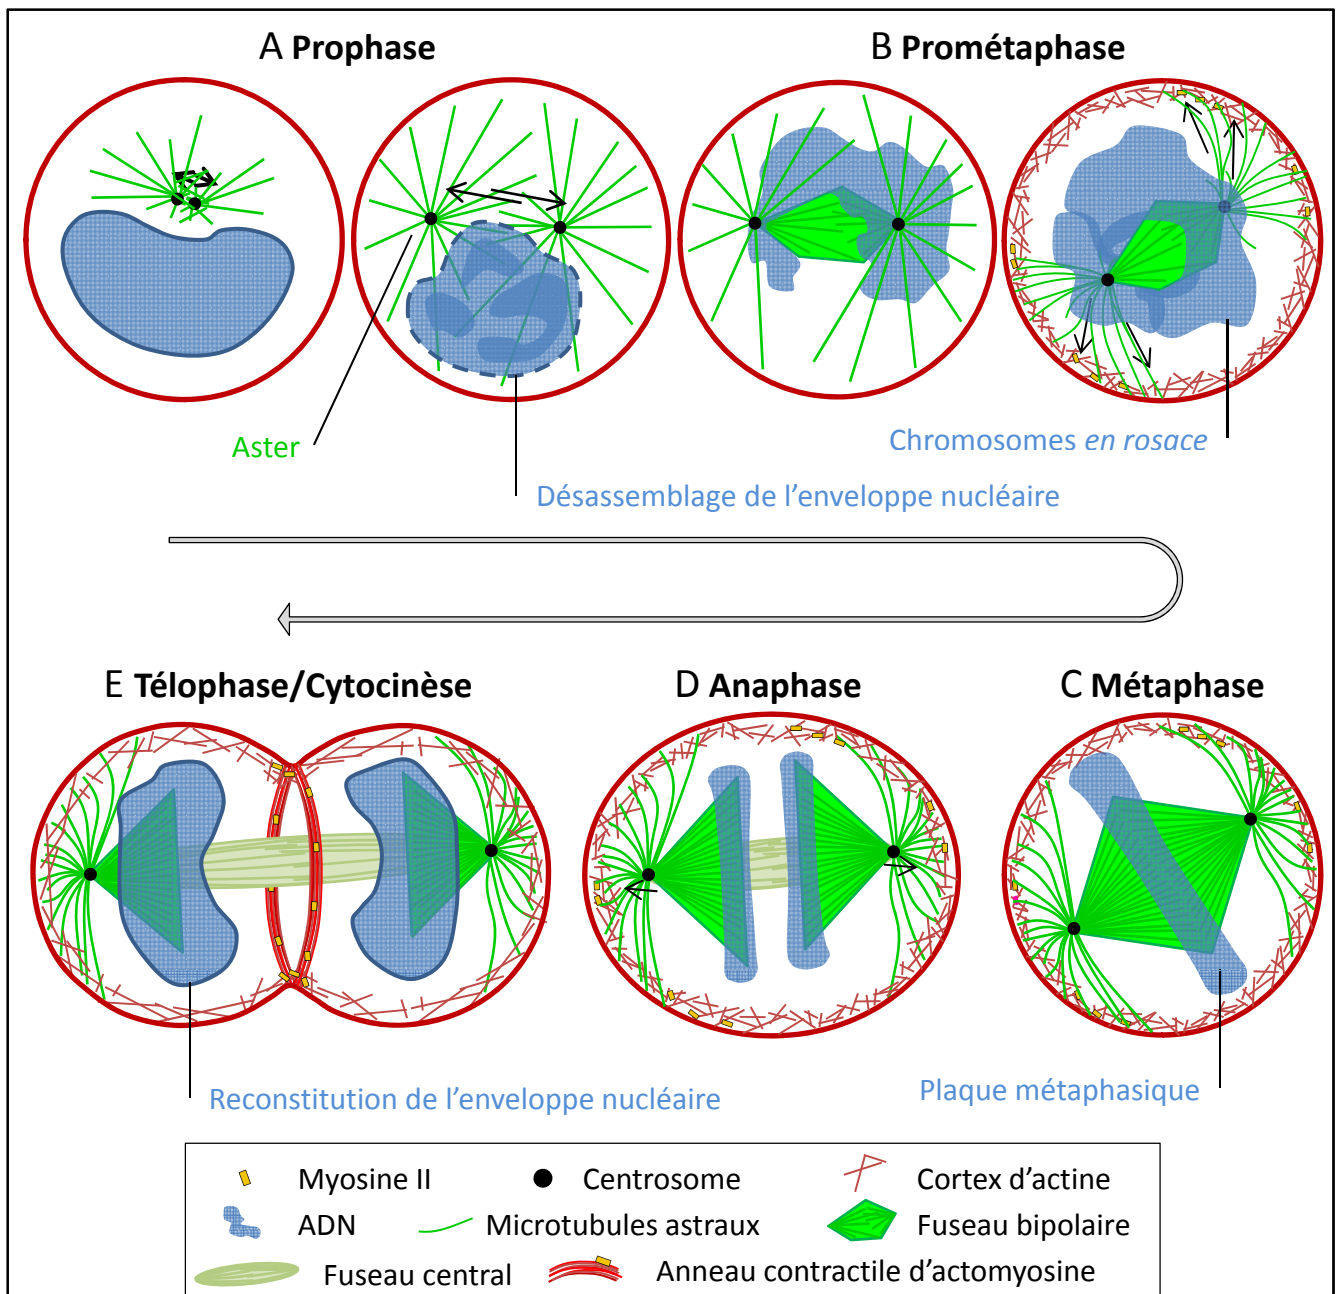 A Prophase
B Prométaphase
Aster
Chromosomes en rosace
Désassemblage de l’enveloppe nucléaire
E Télophase/Cytocinèse
D Anaphase
C Métaphase
Reconstitution de l’enveloppe nucléaire
Plaque métaphasique
Myosine II
Centrosome
Cortex d’actine
ADN
Microtubules astraux
Fuseau bipolaire
Fuseau central
Anneau contractile d’actomyosine